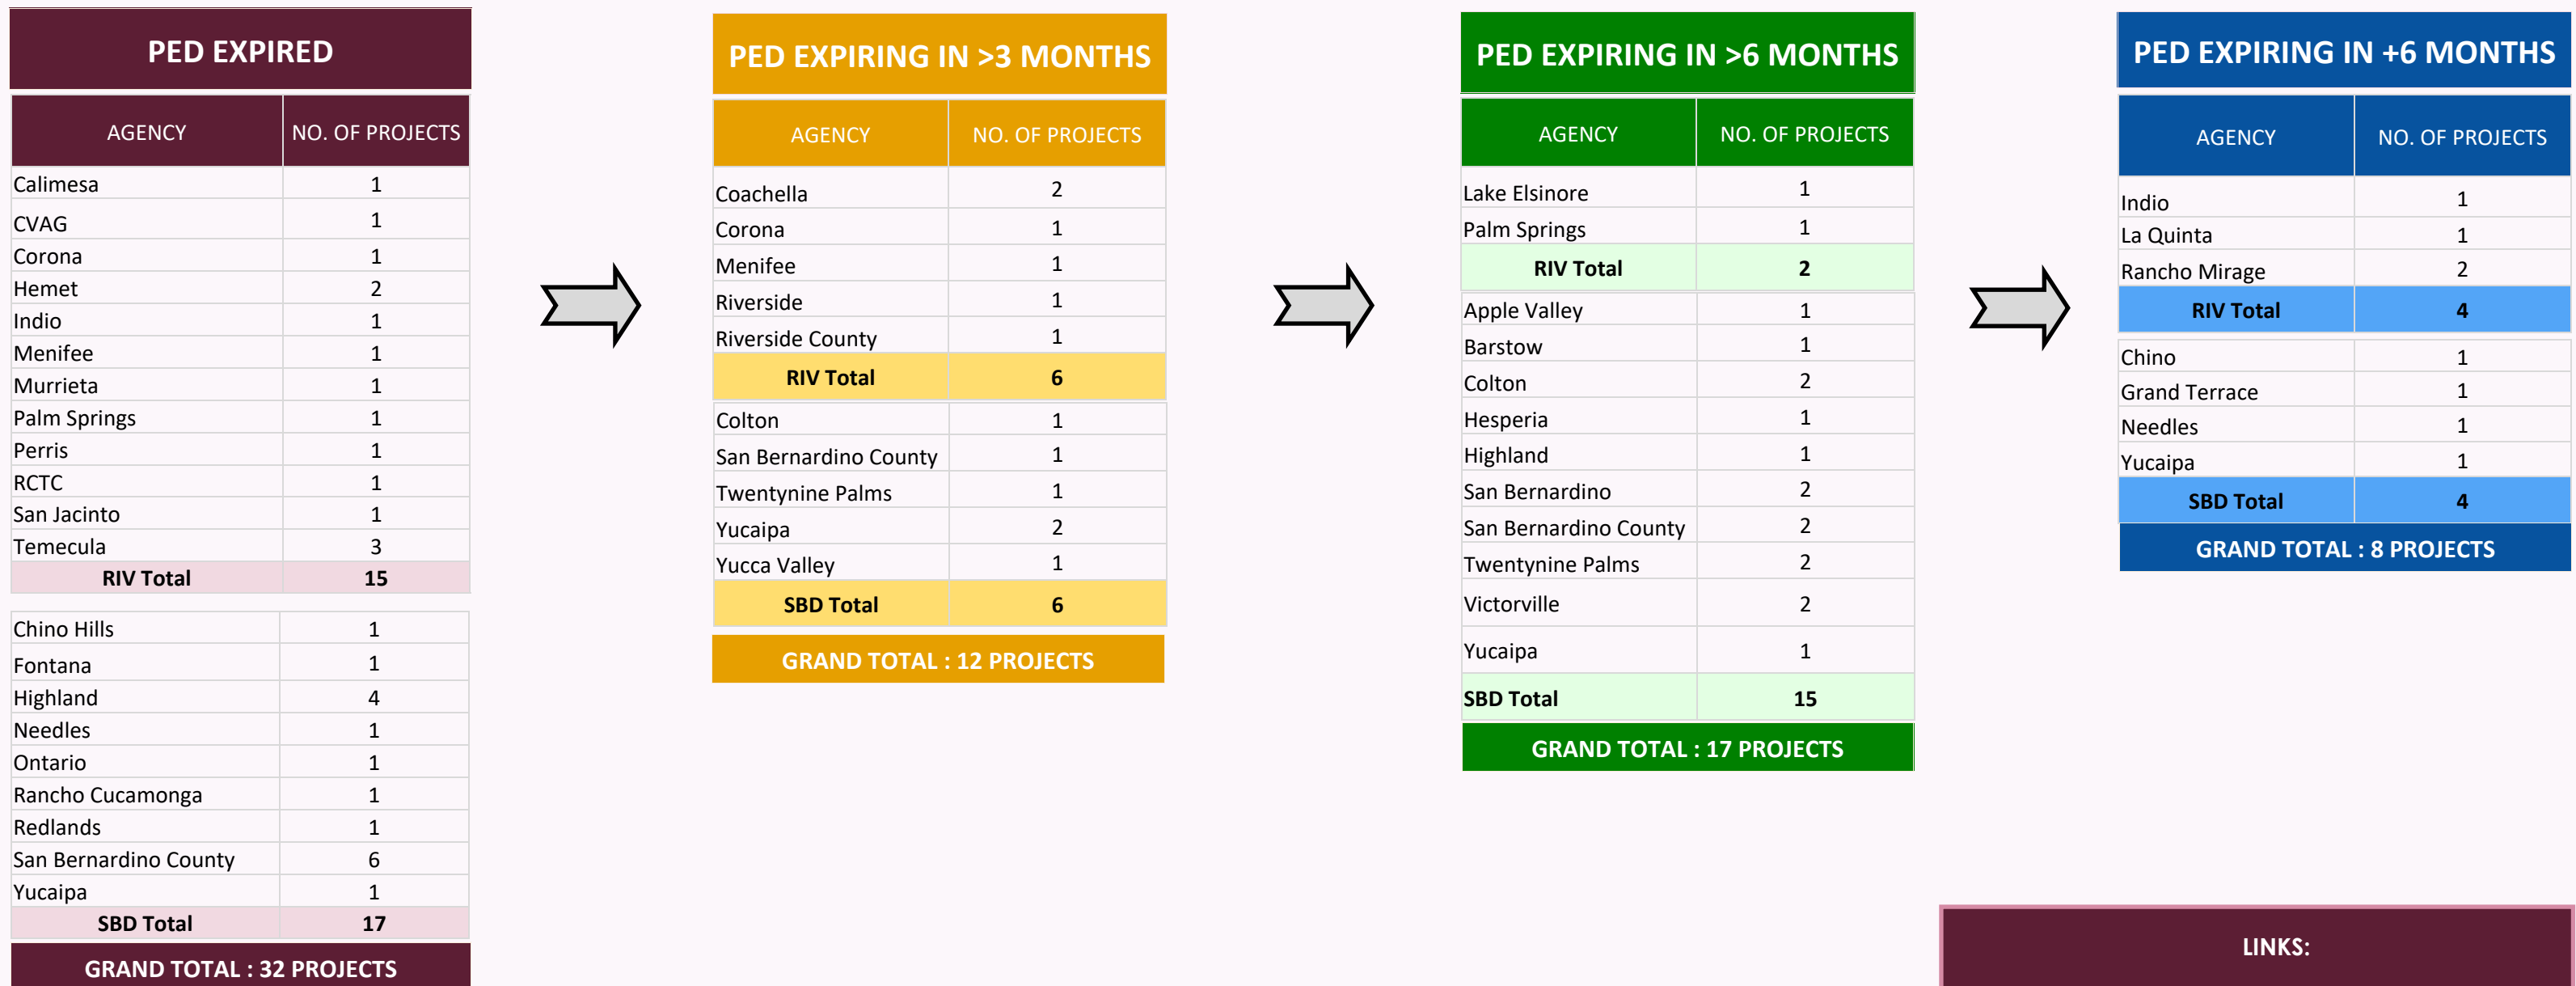 PED EXPIRED
AGENCY NO. OF PROJECTS
Calimesa 1
CVAG 1
Corona 1
Hemet 2
Indio 1
Menifee 1
Murrieta 1
Palm Springs 1
Perris 1
RCTC 1
San Jacinto 1
Temecula 3
RIV Total 15
Chino Hills 1
Fontana 1
Highland 4
Needles 1
Ontario 1
Rancho Cucamonga 1
Redlands 1
San Bernardino County 6
Yucaipa 1
SBD Total 17
GRAND TOTAL : 32 PROJECTS
PED EXPIRING IN >3 MONTHS
AGENCY NO. OF PROJECTS
Coachella 2
Corona 1
Menifee 1
Riverside 1
Riverside County 1
RIV Total 6
Colton 1
San Bernardino County 1
Twentynine Palms 1
Yucaipa 2
Yucca Valley 1
SBD Total 6
GRAND TOTAL : 12 PROJECTS
PED EXPIRING IN >6 MONTHS
AGENCY NO. OF PROJECTS
Lake Elsinore 1
Palm Springs 1
RIV Total 2
Apple Valley 1
Barstow 1
Colton 2
Hesperia 1
Highland 1
San Bernardino 2
San Bernardino County 2
Twentynine Palms 2
Victorville 2
Yucaipa 1
SBD Total 15
GRAND TOTAL : 17 PROJECTS
PED EXPIRING IN +6 MONTHS
AGENCY NO. OF PROJECTS
Indio 1
La Quinta 1
Rancho Mirage 2
RIV Total 4
Chino 1
Grand Terrace 1
Needles 1
Yucaipa 1
SBD Total 4
GRAND TOTAL : 8 PROJECTS
LINKS: